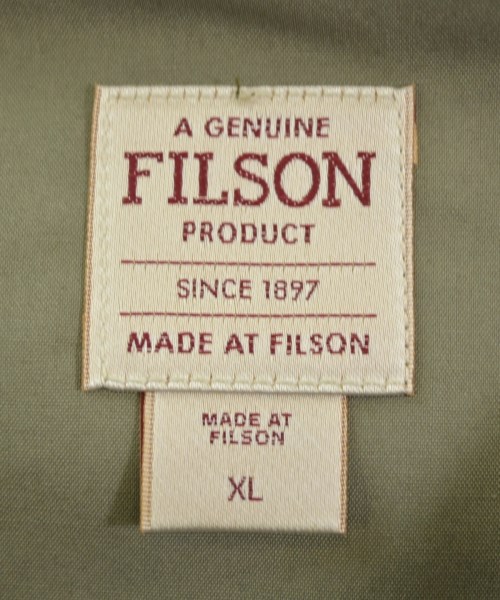 A GENUINE
FILSON
PRODUCT
SINCE 1897
MADE AT FILSON
MADE AT
FILSON
XL